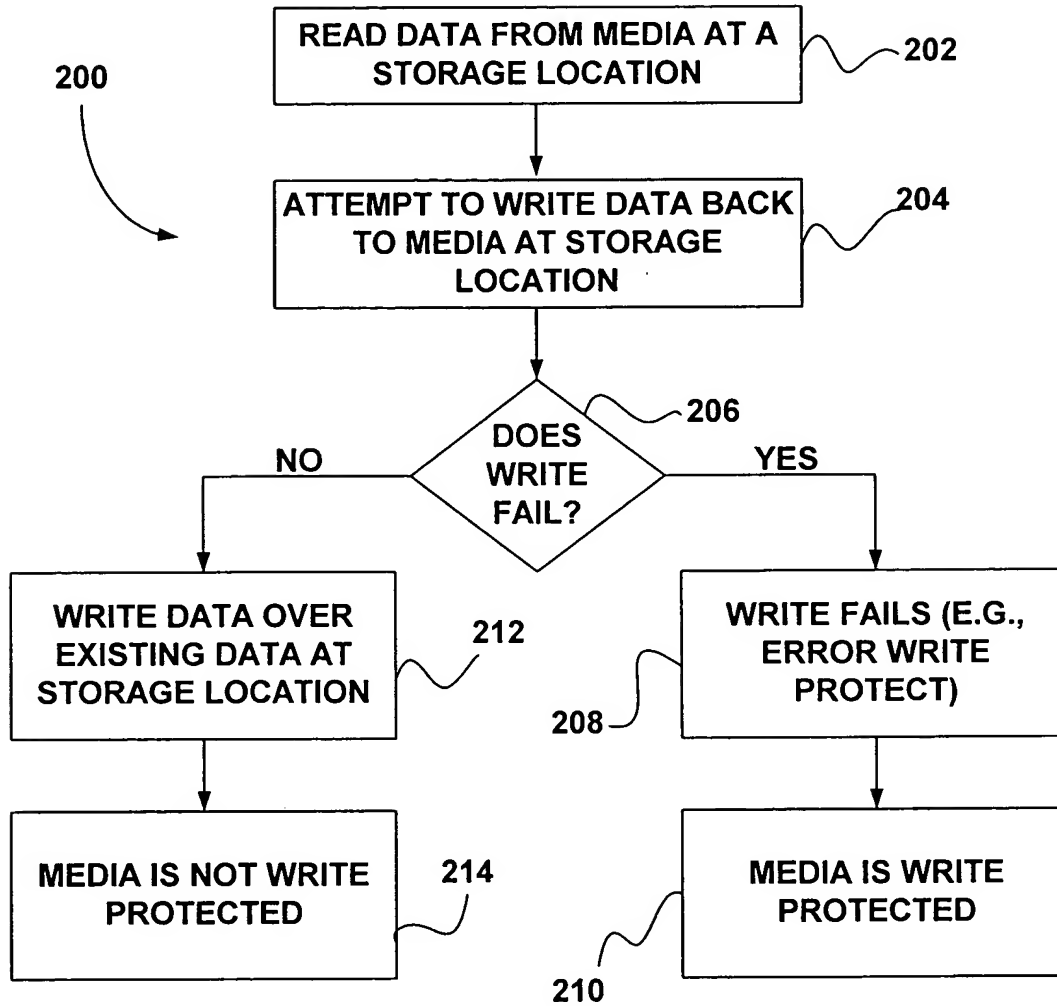 READ DATA FROM MEDIA AT A
STORAGE LOCATION
202
200
ATTEMPT TO WRITE DATA BACK
TO MEDIA AT STORAGE
LOCATION
204
206
DOES
WRITE
FAIL?
NO
YES
WRITE DATA OVER
EXISTING DATA AT
STORAGE LOCATION
212
WRITE FAILS (E.G.,
ERROR WRITE
PROTECT)
208
MEDIA IS NOT WRITE
PROTECTED
214
MEDIA IS WRITE
PROTECTED
210